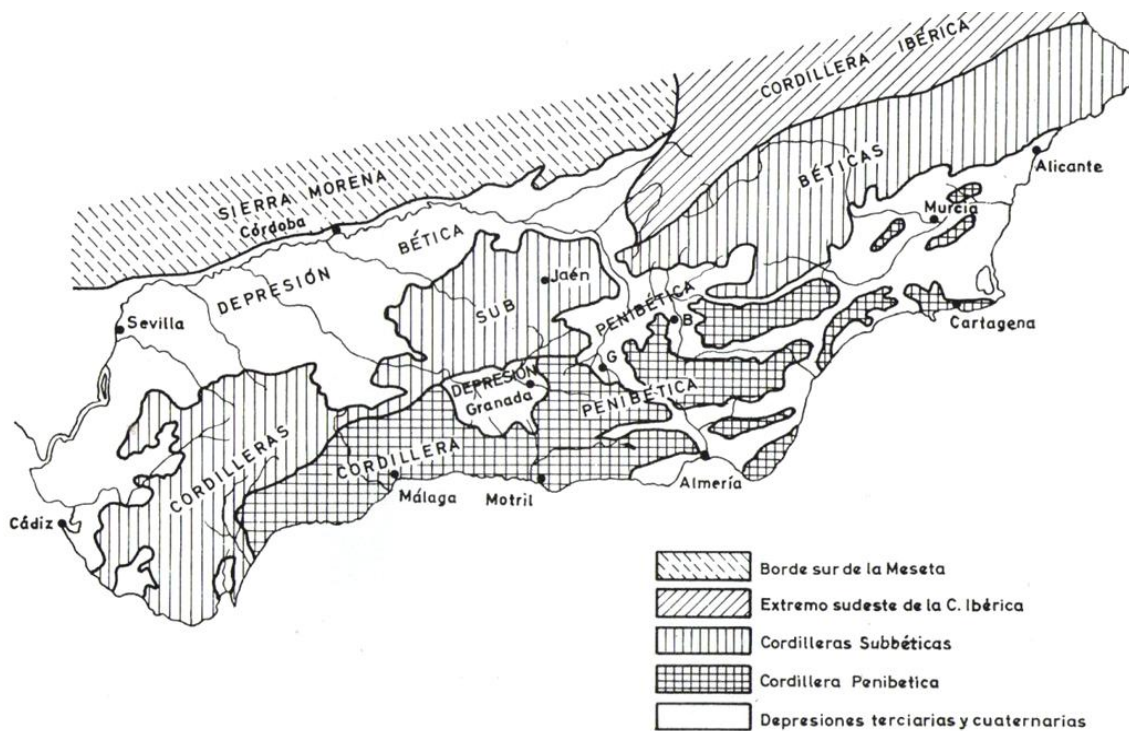 CORDILLERA IBÉRICA
SIERRA MORENA
Córdoba
BÉTICAS
Alicante
Murcia
DEPRESIÓN BÉTICA
Jaén
SUB
Sevilla
PENIBÉTICA
B
Cartagena
G
DEPRESIÓN
Granada
PENIBÉTICA
CORDILLERAS
CORDILLERA
Málaga
Motril
Almería
Cádiz
Borde sur de la Meseta
Extremo sudeste de la C. Ibérica
Cordilleras Subbéticas
Cordillera Penibetica
Depresiones terciarias y cuaternarias